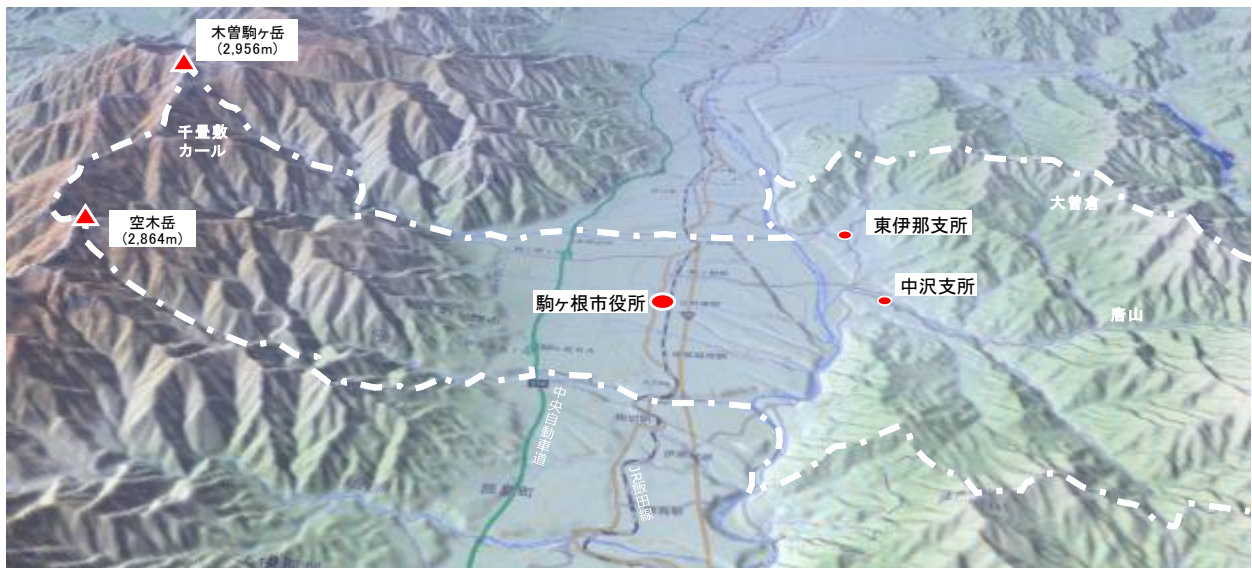 木曽駒ヶ岳
(2,956m)
千畳敷
カール
空木岳
(2,864m)
大曽倉
東伊那支所
中沢支所
駒ヶ根市役所
唐山
中央自動車道
JR飯田線